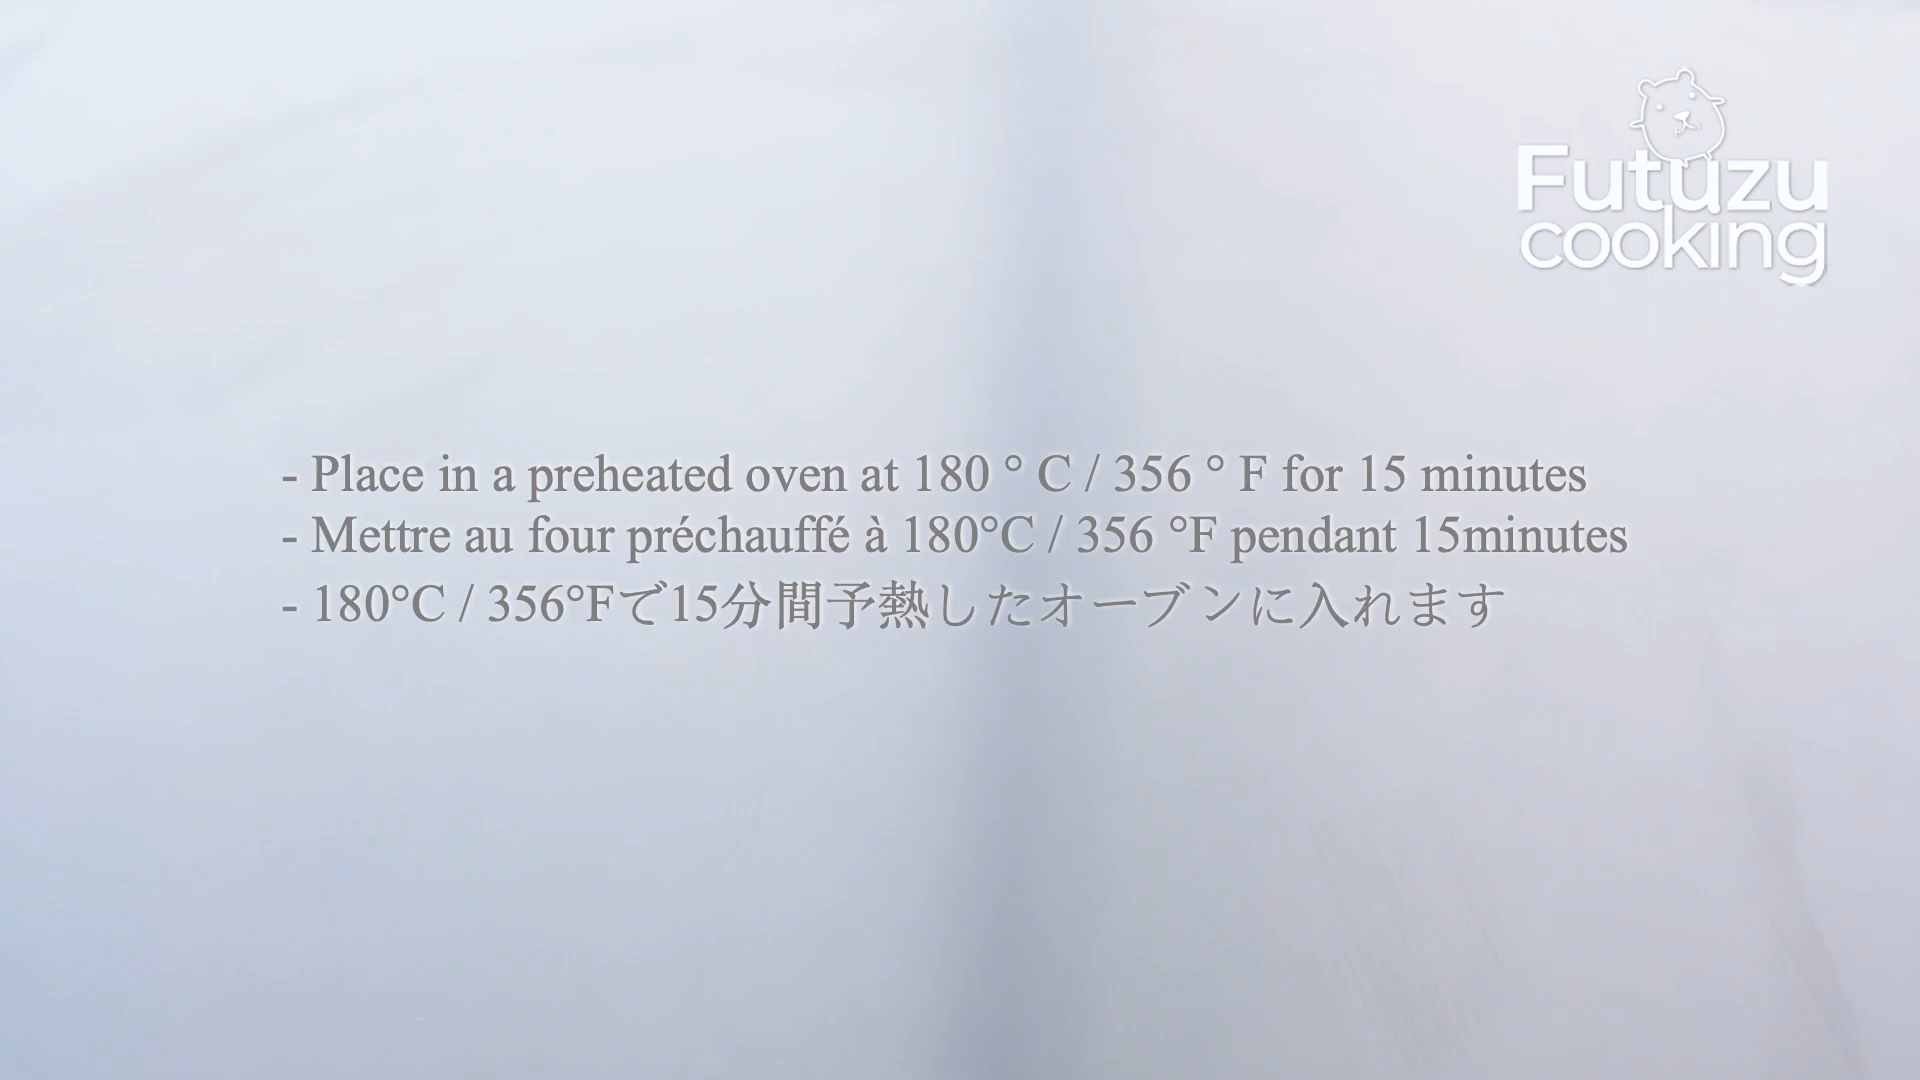 Futuzu
cooking
- Place in a preheated oven at 180 ° C / 356 ° F for 15 minutes
- Mettre au four préchauffé à 180°C / 356 °F pendant 15minutes
- 180°C / 356°Fで15分間予熱したオーブンに入れます